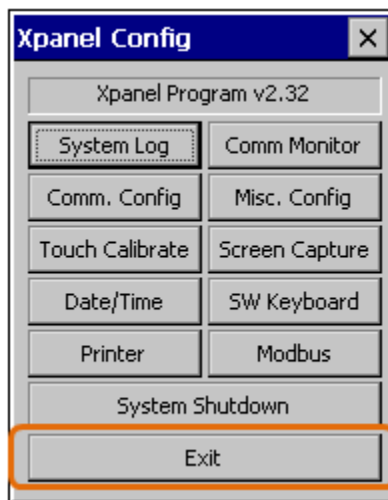 Xpanel Config
Xpanel Program v2.32
System Log Comm Monitor
Comm. Config Misc. Config
Touch Calibrate Screen Capture
Date/Time SW Keyboard
Printer Modbus
System Shutdown
Exit